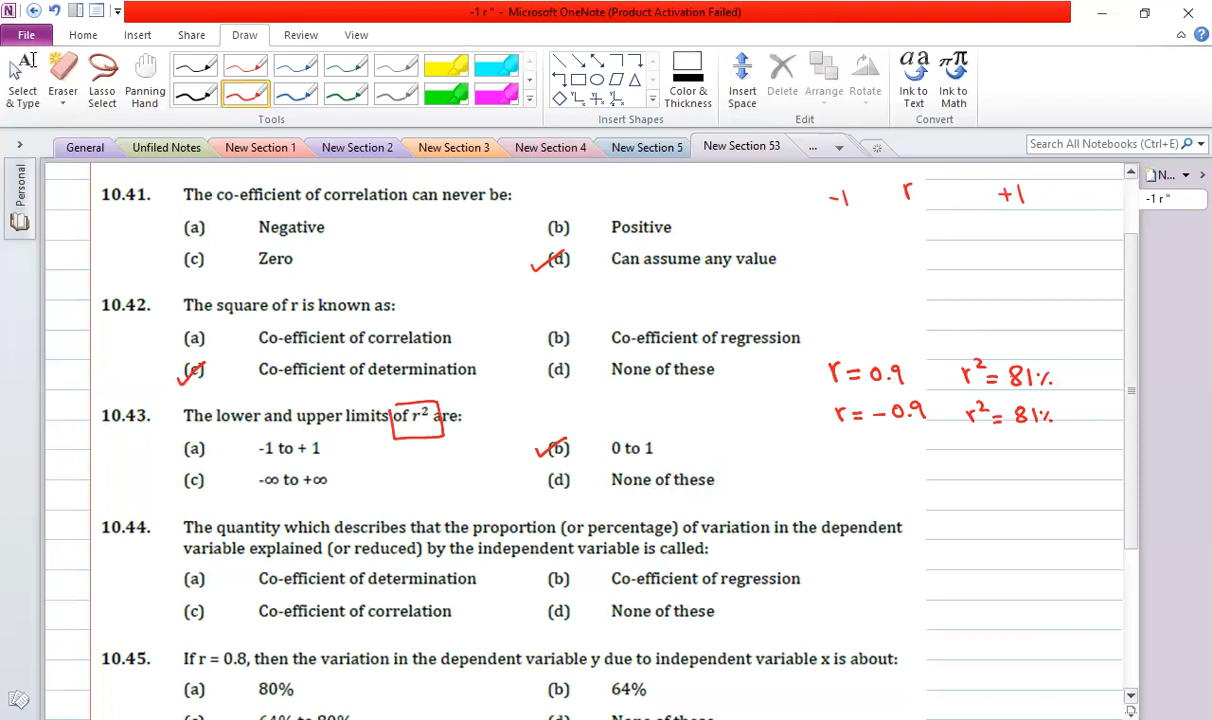 -1 r " - Microsoft OneNote (Product Activation Failed)
File Home Insert Share Draw Review View
Select & Type
Eraser
Lasso Select
Panning Hand
Color & Thickness
Insert Space
Delete
Arrange
Rotate
Ink to Text
Ink to Math
Tools Insert Shapes Edit Convert
General Unfiled Notes New Section 1 New Section 2 New Section 3 New Section 4 New Section 5 New Section 53 ... Search All Notebooks (Ctrl+E)
Personal
N...
-1 r "
10.41. The co-efficient of correlation can never be: -1 r +1
(a) Negative (b) Positive
(c) Zero (d) Can assume any value
10.42. The square of r is known as:
(a) Co-efficient of correlation (b) Co-efficient of regression
(c) Co-efficient of determination (d) None of these r = 0.9 r² = 81%
10.43. The lower and upper limits of r² are: r = -0.9 r² = 81%
(a) -1 to + 1 (b) 0 to 1
(c) -∞ to +∞ (d) None of these
10.44. The quantity which describes that the proportion (or percentage) of variation in the dependent
variable explained (or reduced) by the independent variable is called:
(a) Co-efficient of determination (b) Co-efficient of regression
(c) Co-efficient of correlation (d) None of these
10.45. If r = 0.8, then the variation in the dependent variable y due to independent variable x is about:
(a) 80% (b) 64%
(c) 64% to 80% (d) None of these